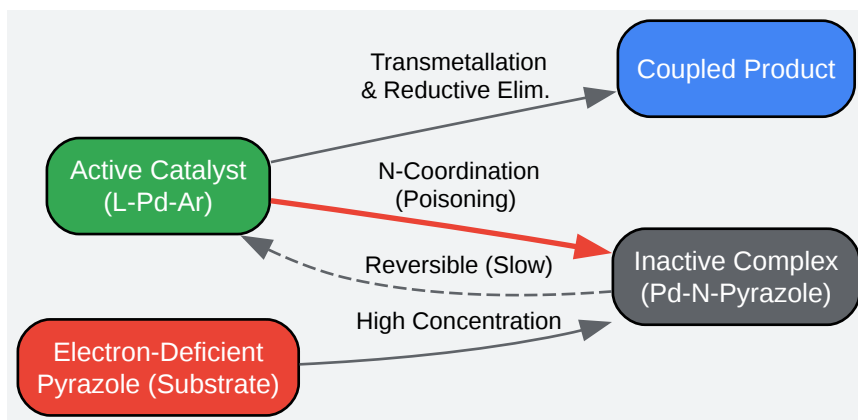 Transmetallation
& Reductive Elim.
Coupled Product
Active Catalyst
(L-Pd-Ar)
N-Coordination
(Poisoning)
Reversible (Slow)
Inactive Complex
(Pd-N-Pyrazole)
High Concentration
Electron-Deficient
Pyrazole (Substrate)